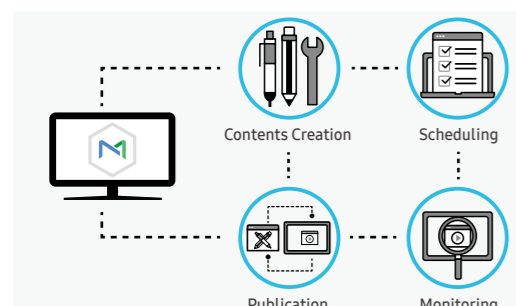 Contents Creation
Scheduling
Publication
Monitoring